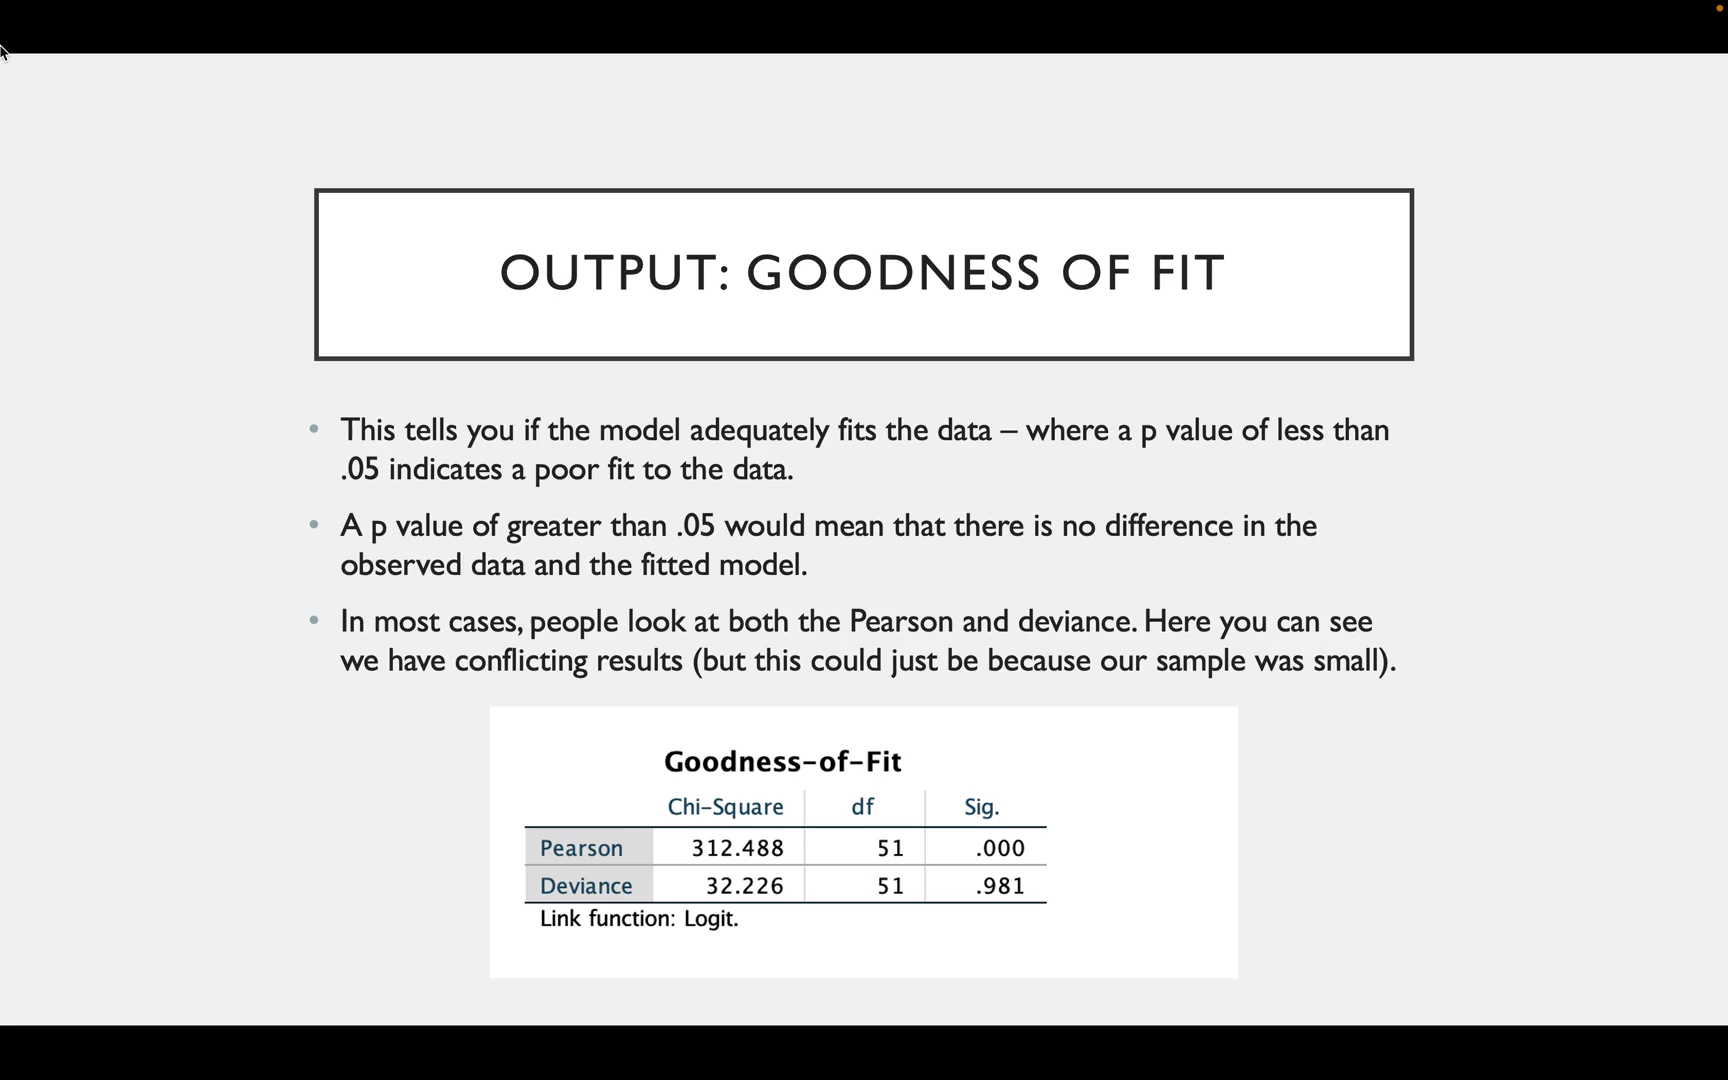 OUTPUT: GOODNESS OF FIT
• This tells you if the model adequately fits the data – where a p value of less than
.05 indicates a poor fit to the data.
• A p value of greater than .05 would mean that there is no difference in the
observed data and the fitted model.
• In most cases, people look at both the Pearson and deviance. Here you can see
we have conflicting results (but this could just be because our sample was small).
Goodness-of-Fit
Chi-Square df Sig.
Pearson 312.488 51 .000
Deviance 32.226 51 .981
Link function: Logit.